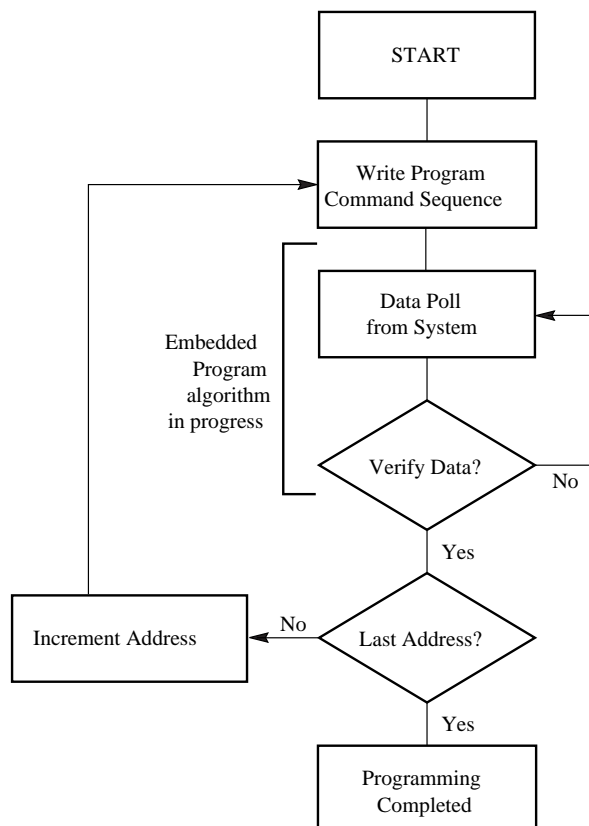 START
Write Program
Command Sequence
Data Poll
from System
Embedded
Program
algorithm
in progress
Verify Data?
No
Yes
Increment Address
No
Last Address?
Yes
Programming
Completed